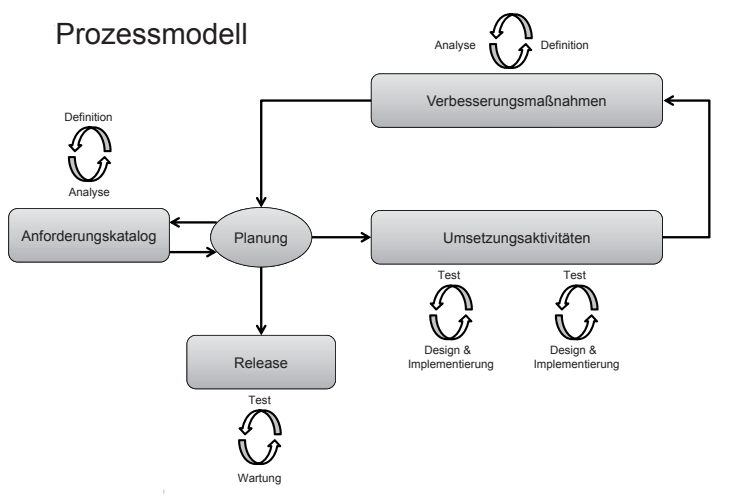 Prozessmodell
Analyse
Definition
Verbesserungsmaßnahmen
Definition
Analyse
Anforderungskatalog
Planung
Umsetzungsaktivitäten
Test
Design &
Implementierung
Test
Design &
Implementierung
Release
Test
Wartung